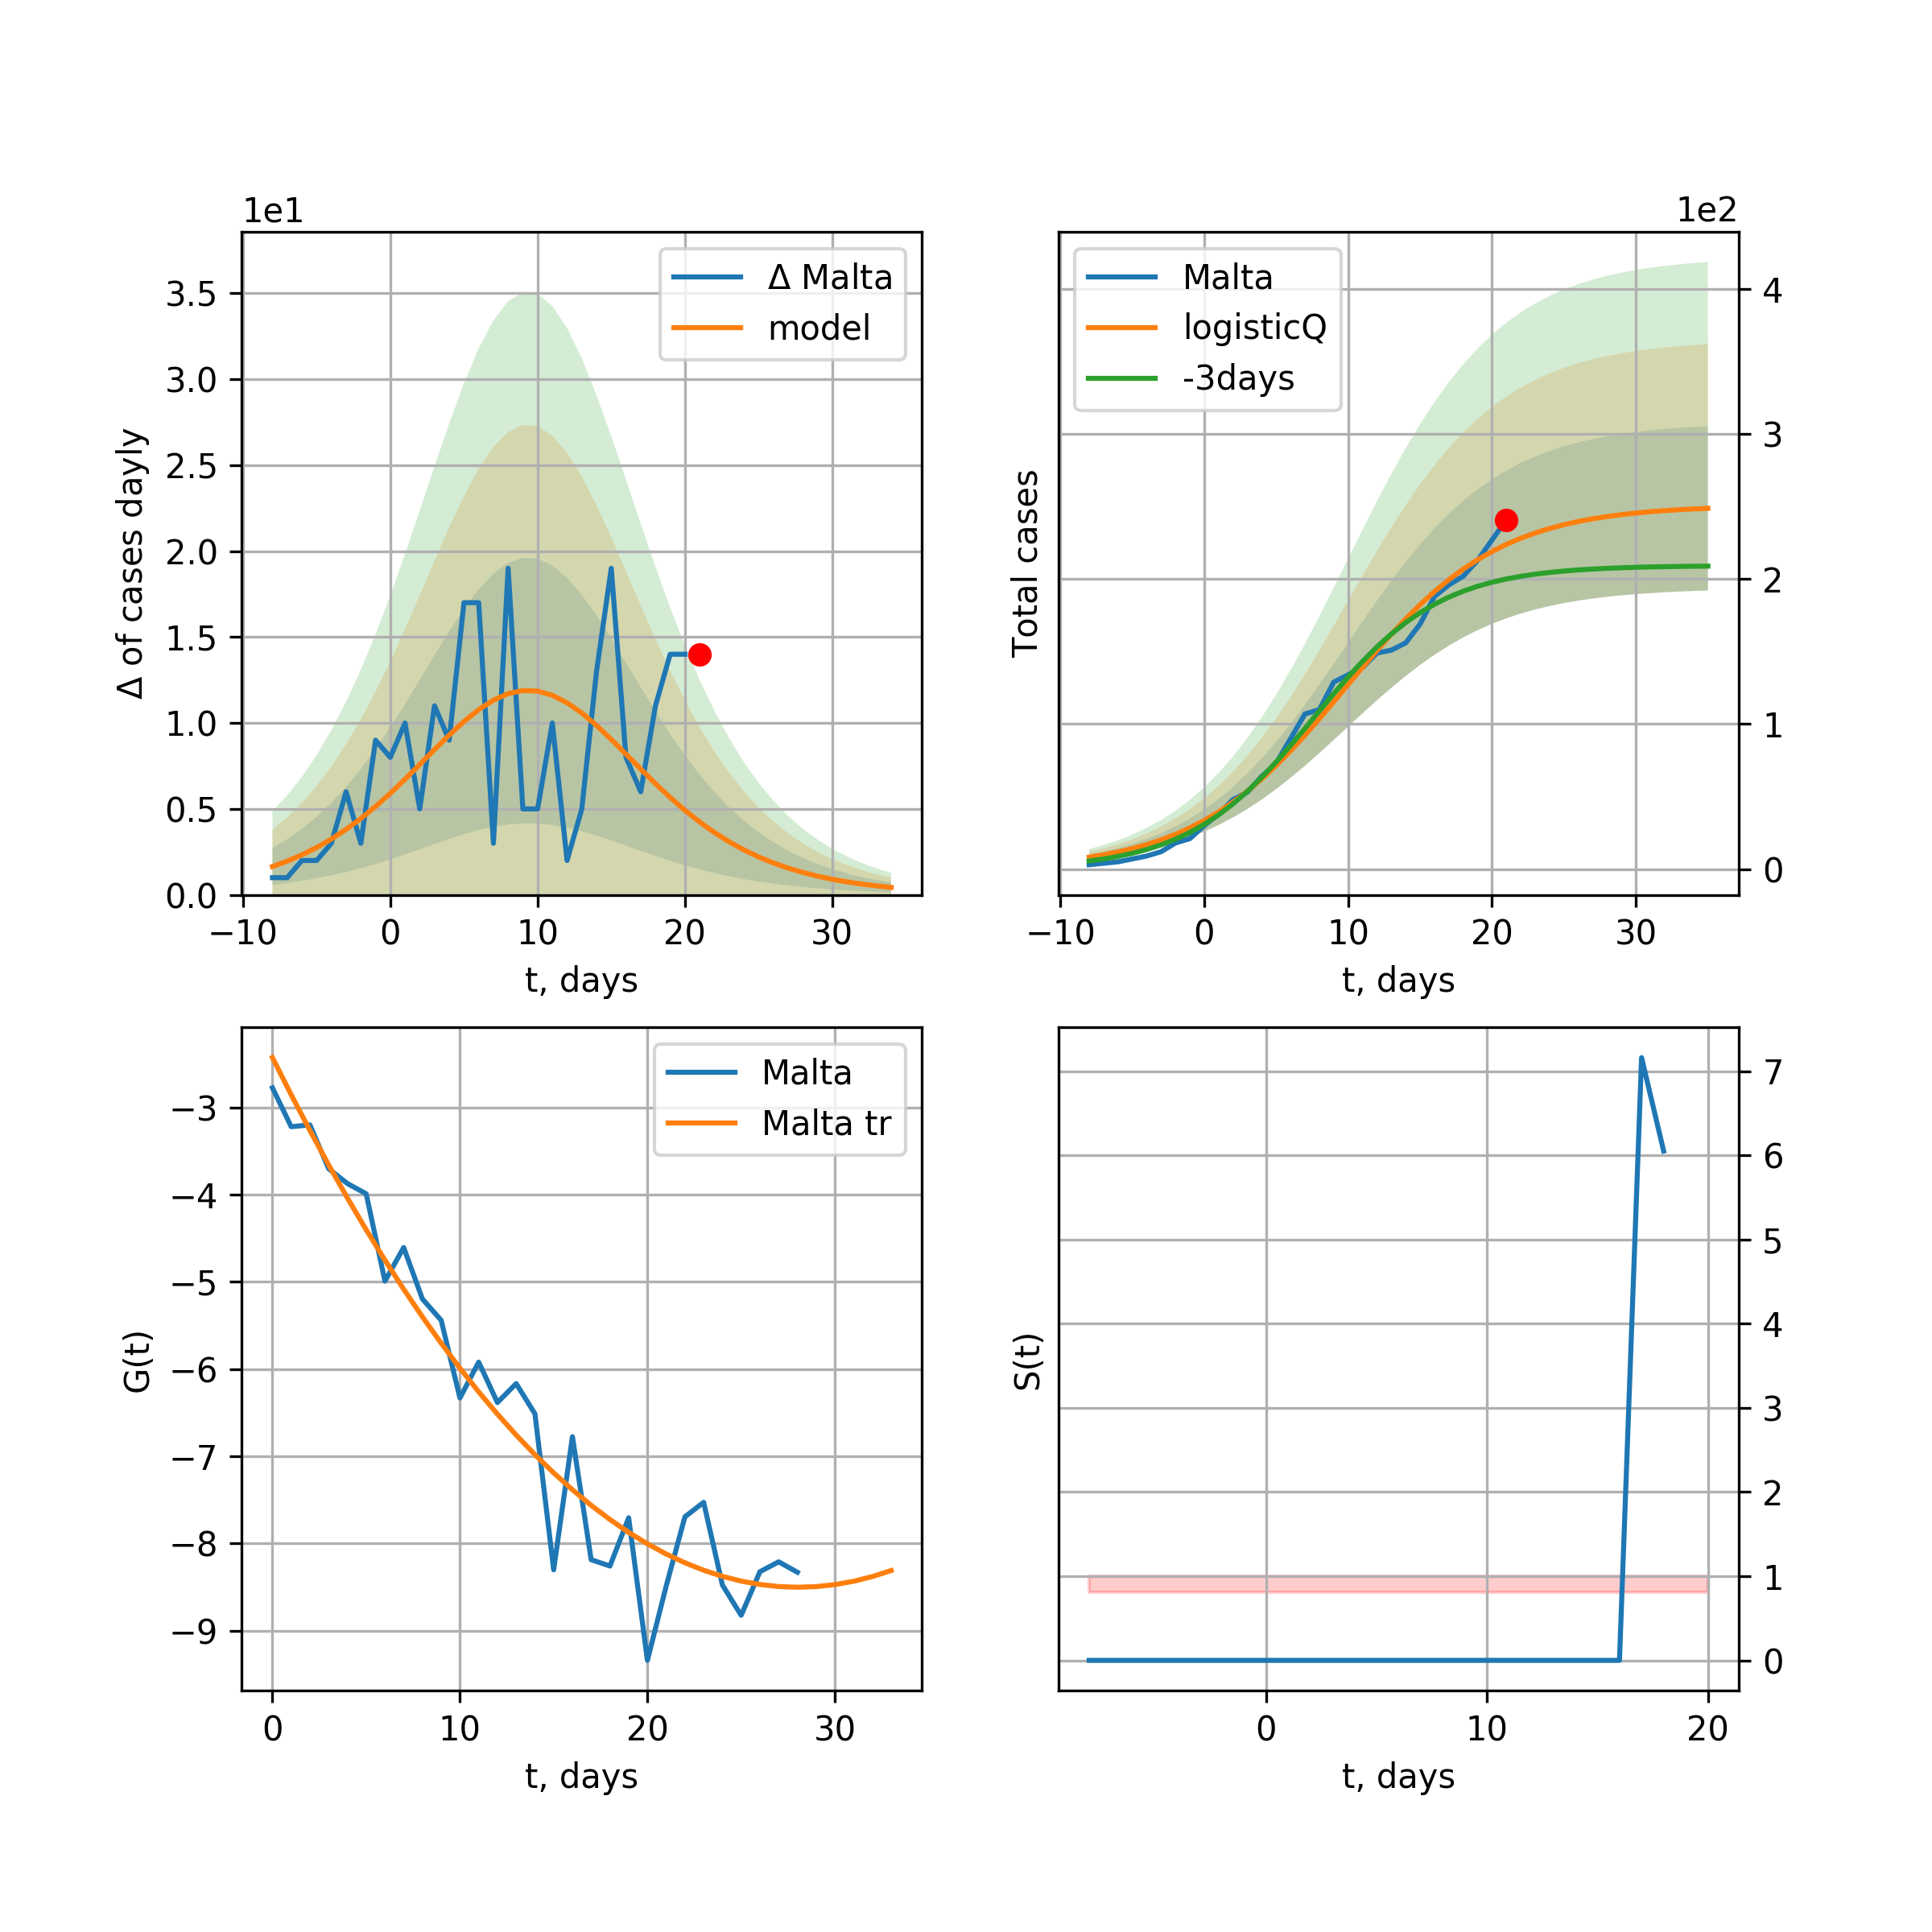 1e1
Δ of cases dayly
3.5
3.0
2.5
2.0
1.5
1.0
0.5
0.0
Δ Malta
model
−10 0 10 20 30
t, days
1e2
Total cases
Malta
logisticQ
-3days
4
3
2
1
0
−10 0 10 20 30
t, days
G(t)
−3
−4
−5
−6
−7
−8
−9
Malta
Malta tr
0 10 20 30
t, days
S(t)
7
6
5
4
3
2
1
0
0 10 20
t, days